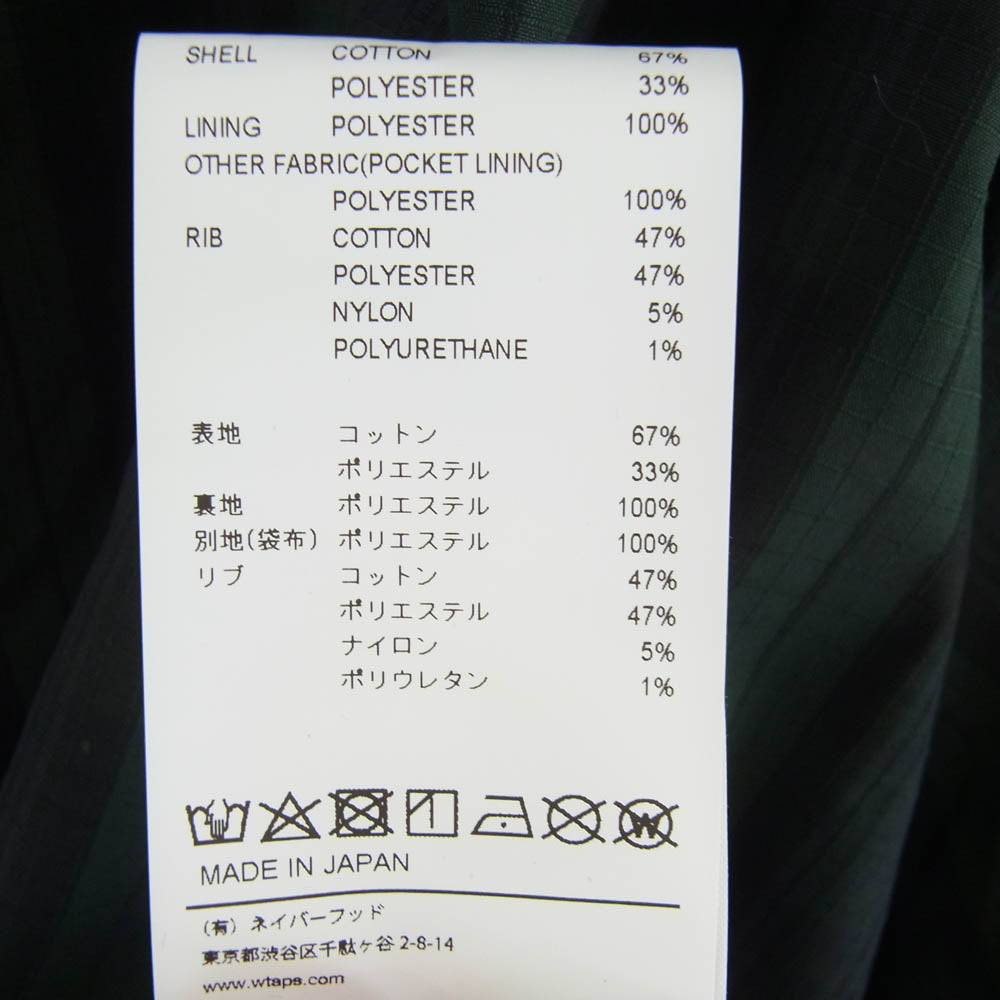 SHELL COTTON 67%
POLYESTER 33%
LINING POLYESTER 100%
OTHER FABRIC(POCKET LINING)
POLYESTER 100%
RIB COTTON 47%
POLYESTER 47%
NYLON 5%
POLYURETHANE 1%
表地 コットン 67%
ポリエステル 33%
裏地 ポリエステル 100%
別地(袋布) ポリエステル 100%
リブ コットン 47%
ポリエステル 47%
ナイロン 5%
ポリウレタン 1%
W
MADE IN JAPAN
(有) ネイバーフッド
東京都渋谷区千駄ヶ谷 2-8-14
www.wtaps.com